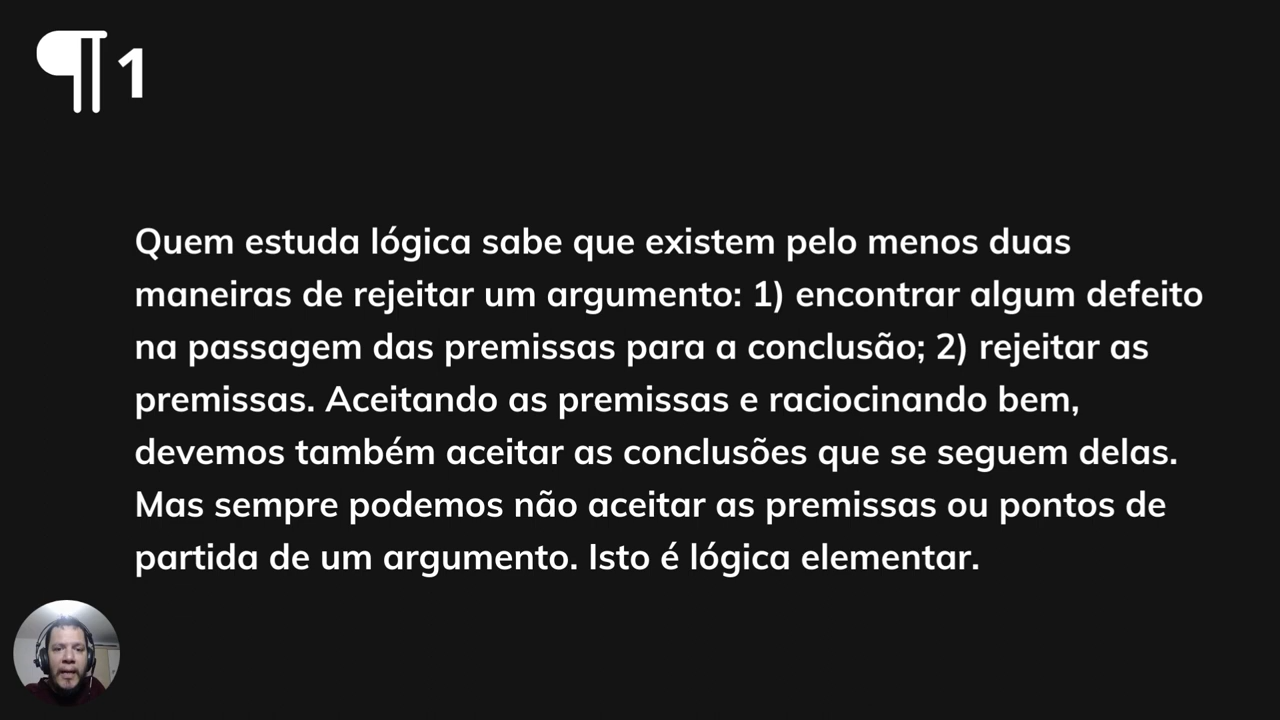 ¶ 1
Quem estuda lógica sabe que existem pelo menos duas
maneiras de rejeitar um argumento: 1) encontrar algum defeito
na passagem das premissas para a conclusão; 2) rejeitar as
premissas. Aceitando as premissas e raciocinando bem,
devemos também aceitar as conclusões que se seguem delas.
Mas sempre podemos não aceitar as premissas ou pontos de
partida de um argumento. Isto é lógica elementar.